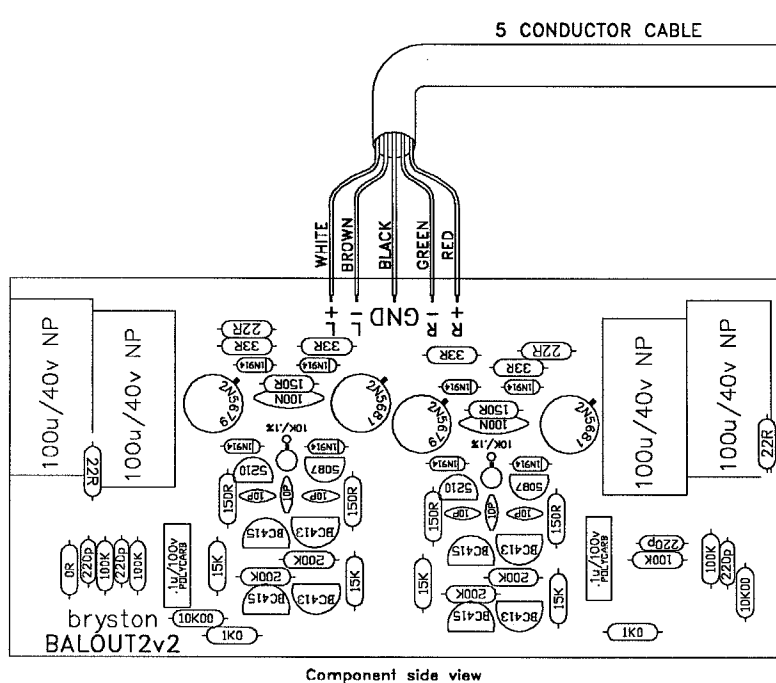 5 CONDUCTOR CABLE
WHITE
BROWN
BLACK
GREEN
RED
L+
L-
GND
R-
R+
100u/40v NP
100u/40v NP
22R
22R
33R
33R
1N914
1N914
150R
100N
2N5679
2N5681
10K/.1%
1N914
1N914
5210
5087
150R
10P
10P
10P
150R
BC415
BC413
200K
200K
BC415
BC413
15K
15K
0R
220p
100K
220p
100K
.1u/100v
POLYCARB
10K00
1K0
bryston
BALOUT2v2
33R
22R
33R
1N914
1N914
150R
100N
2N5679
2N5681
10K/.1%
1N914
1N914
5210
5087
150R
10P
10P
10P
150R
BC415
BC413
200K
200K
BC415
BC413
15K
15K
100u/40v NP
100u/40v NP
22R
.1u/100v
POLYCARB
220p
100K
100K
220p
10K00
1K0
Component side view